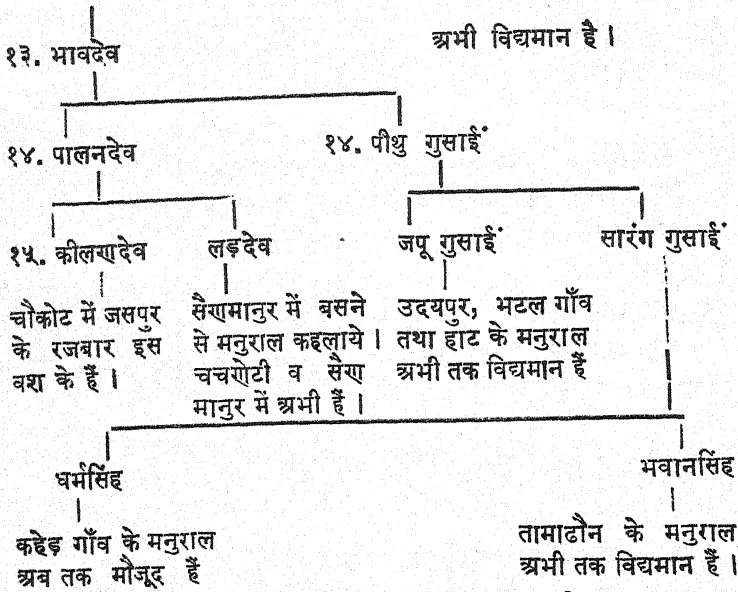 अभी विद्यमान है ।
१३. भावदेव
१४. पालनदेव
१४. पीथु गुसाईं
१५. कीलणदेव
लड़देव
जपू गुसाईं
सारंग गुसाईं
चौकोट में जसपुर
के रजबार इस
वश के हैं ।
सैणमानुर में बसने
से मनुराल कहलाये ।
चचणेटी व सैण
मानुर में अभी हैं ।
उदयपुर, भटल गाँव
तथा हाट के मनुराल
अभी तक विद्यमान हैं
धर्मसिंह
भवानसिंह
कहेड़ गाँव के मनुराल
अब तक मौजूद हैं
तामाढौन के मनुराल
अभी तक विद्यमान हैं ।